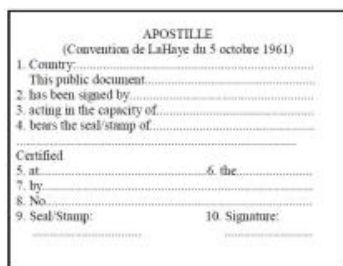 APOSTILLE
(Convention de LaHaye du 5 octobre 1961)
1. Country:..........................................................
This public document..........................................
2. has been signed by.............................................
3. acting in the capacity of......................................
4. bears the seal/stamp of.......................................
..........................................................................
Certified
5. at............................................. 6. the.....................
7. by....................................................................
8. No....................................................................
9. Seal/Stamp: 10. Signature:
............................. ........................